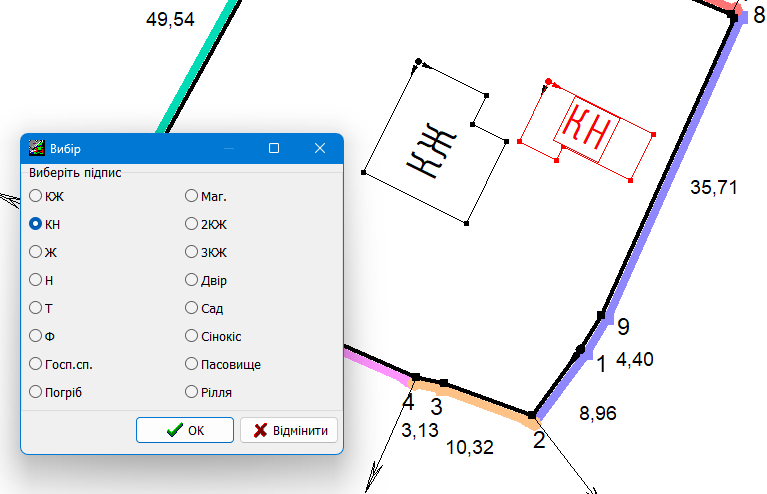 49,54
8
КЖ
КН
35,71
9
1
4,40
4
3
3,13
10,32
2
8,96
Вибір
Виберіть підпис
КЖ
КН
Ж
Н
Т
Ф
Госп.сп.
Погріб
Маг.
2КЖ
3КЖ
Двір
Сад
Сінокіс
Пасовище
Рілля
OK
Відмінити